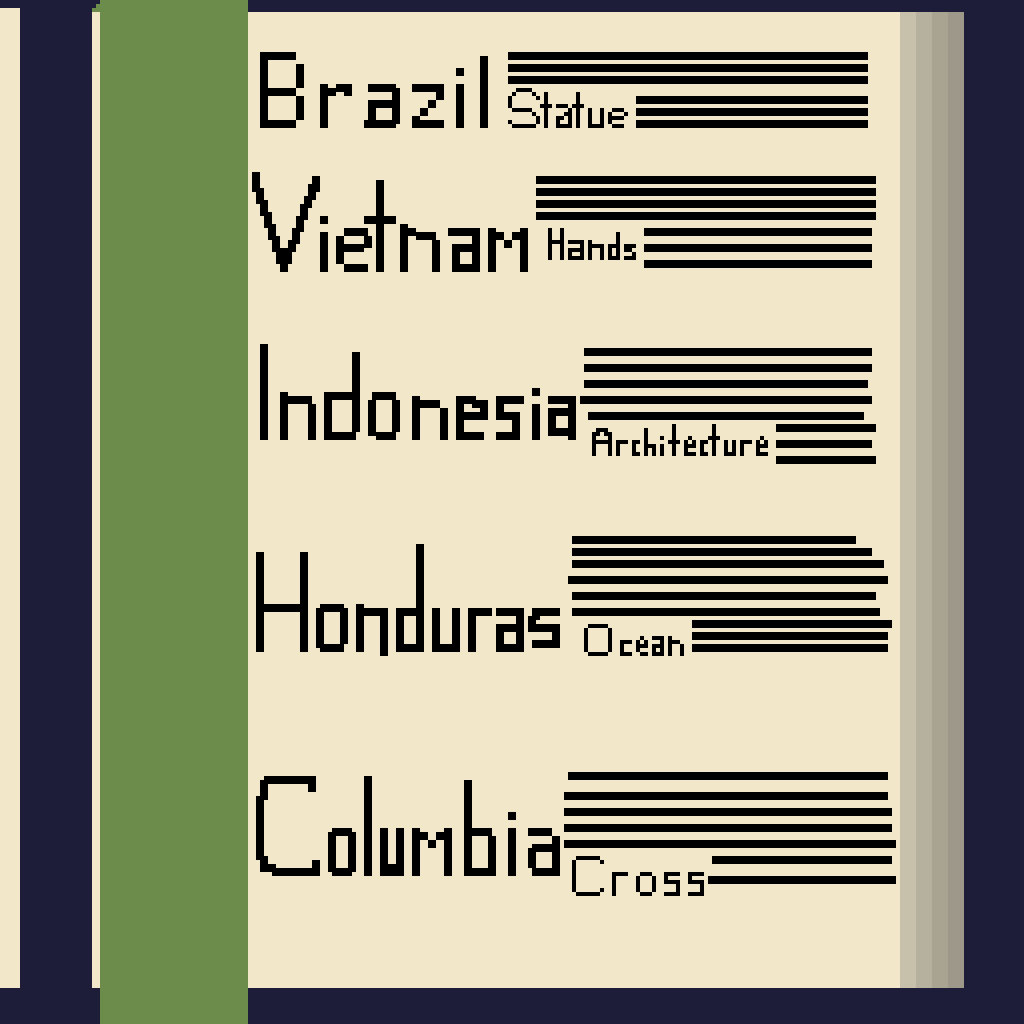 Brazil
Statue
Vietnam
Hands
Indonesia
Architecture
Honduras
Ocean
Columbia
Cross